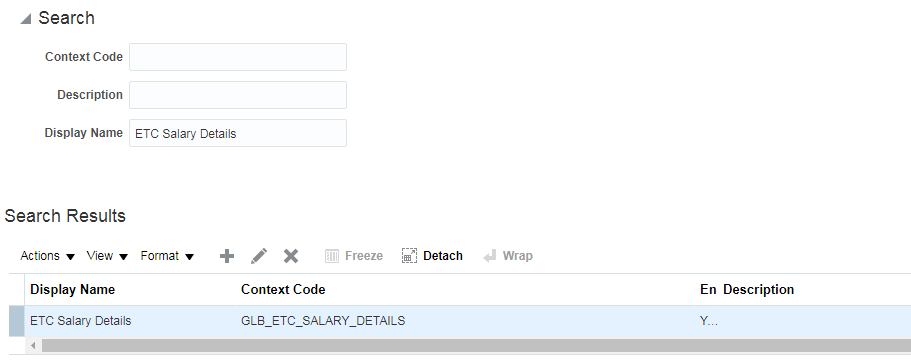 Search
Context Code
Description
Display Name ETC Salary Details
Search Results
Actions View Format Freeze Detach Wrap
Display Name Context Code En Description
ETC Salary Details GLB_ETC_SALARY_DETAILS Y...